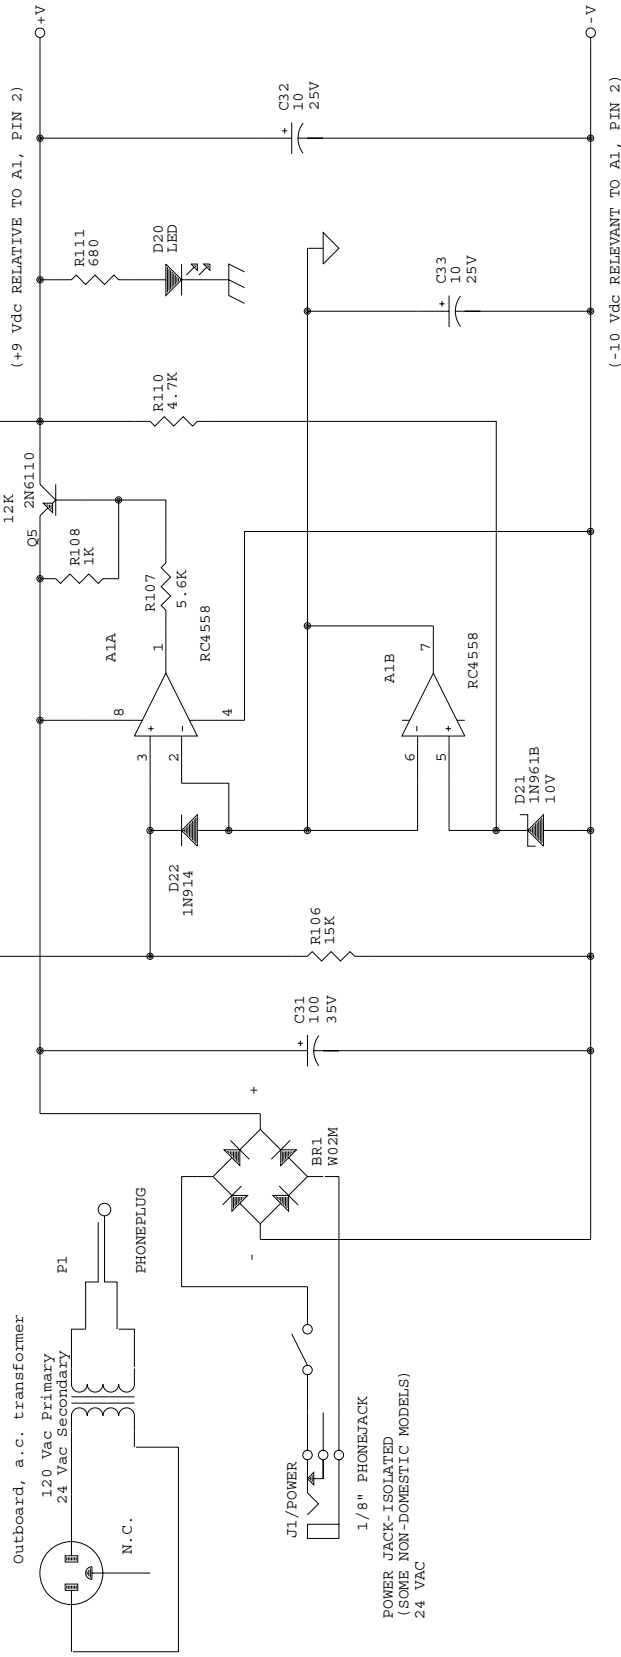 Outboard, a.c. transformer
120 Vac Primary
24 Vac Secondary
N.C.
P1
PHONEPLUG
J1/POWER
1/8" PHONEJACK
POWER JACK-ISOLATED
(SOME NON-DOMESTIC MODELS)
24 VAC
-
+
BR1
W02M
+
C31
100
35V
R106
15K
D22
1N914
D21
1N961B
10V
3
2
+
-
8
4
1
A1A
RC4558
6
5
-
+
7
A1B
RC4558
R107
5.6K
R108
1K
Q5
2N6110
12K
R110
4.7K
R111
680
D20
LED
+
C33
10
25V
+
C32
10
25V
(+9 Vdc RELATIVE TO A1, PIN 2)
+V
(-10 Vdc RELEVANT TO A1, PIN 2)
-V